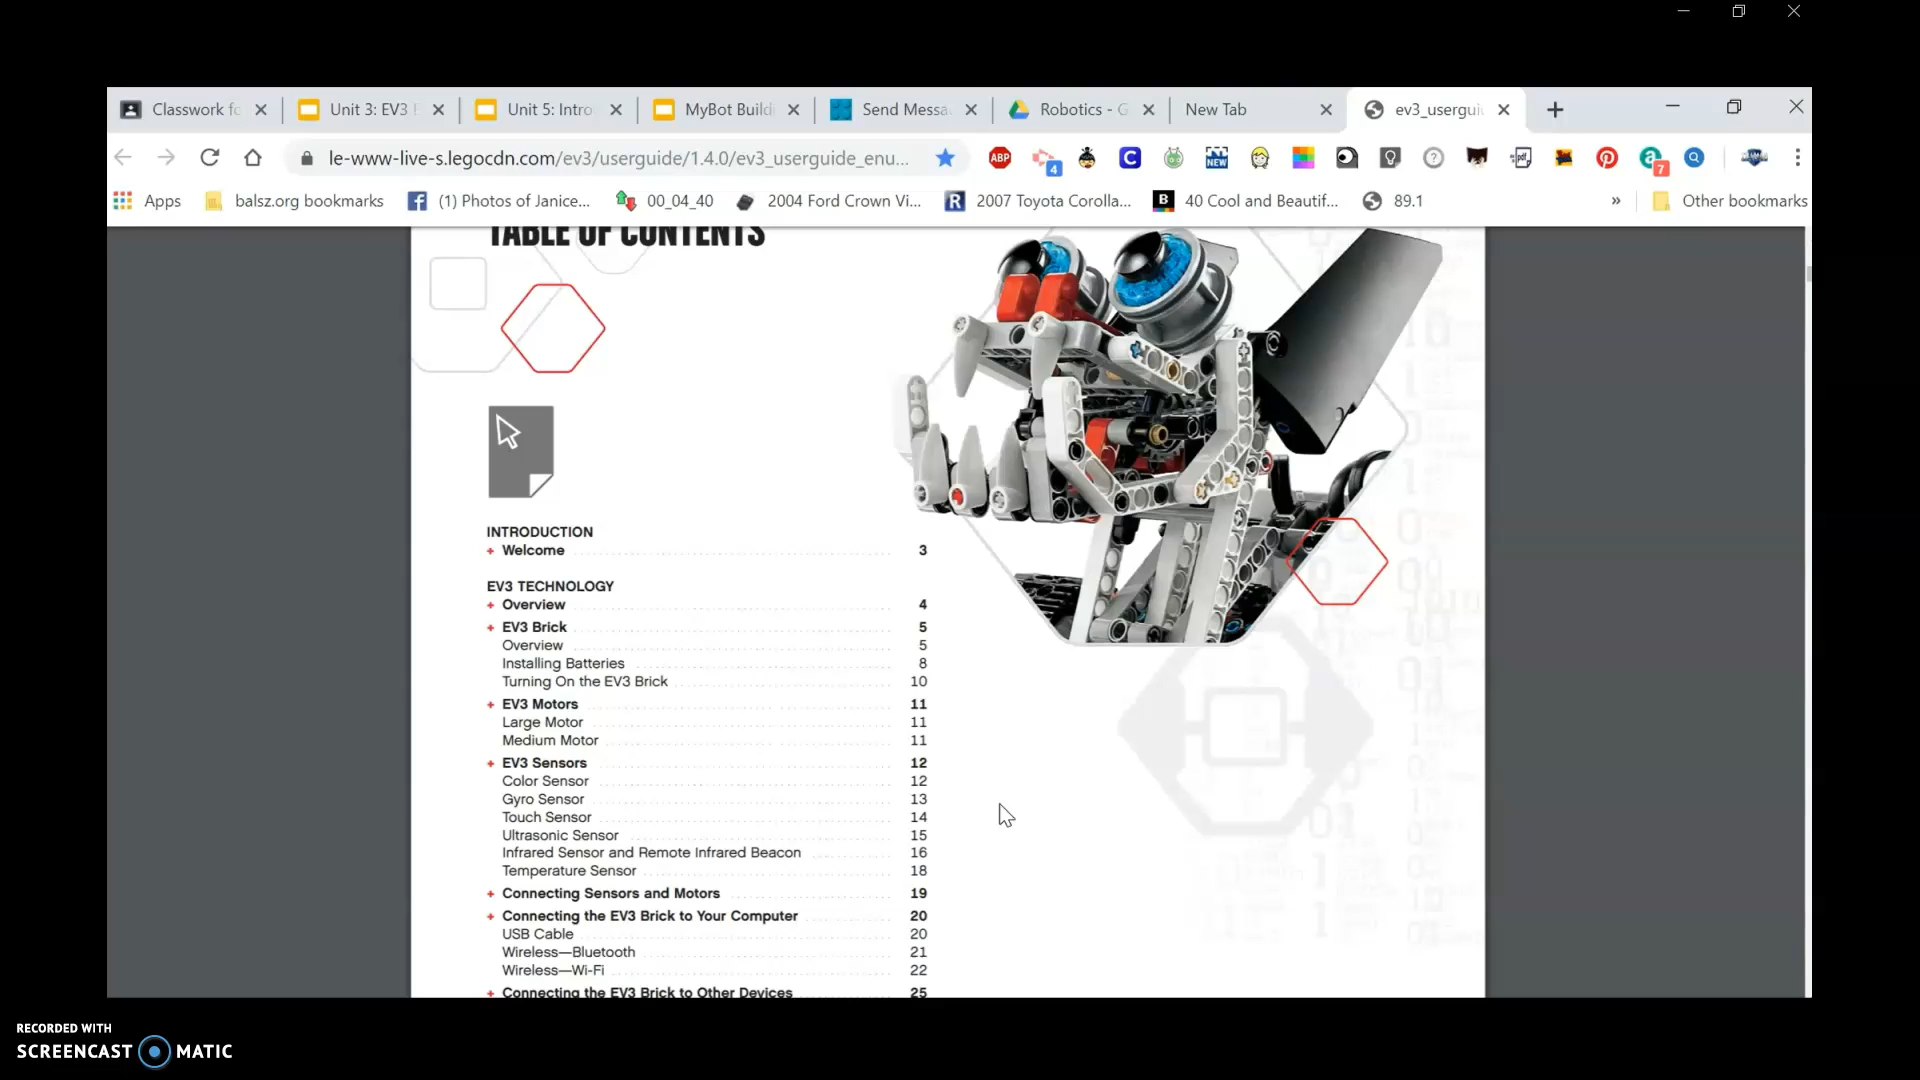 Classwork fo
Unit 3: EV3 B
Unit 5: Intro
MyBot Buildi
Send Messa
Robotics - G
New Tab
ev3_usergui
le-www-live-s.legocdn.com/ev3/userguide/1.4.0/ev3_userguide_enu...
ABP
4
C
NEW
pdf
a
7
Apps
balsz.org bookmarks
(1) Photos of Janice...
00_04_40
2004 Ford Crown Vi...
R
2007 Toyota Corolla...
B
40 Cool and Beautif...
89.1
»
Other bookmarks
TABLE OF CONTENTS
INTRODUCTION
+ Welcome 3
EV3 TECHNOLOGY
+ Overview 4
+ EV3 Brick 5
Overview 5
Installing Batteries 8
Turning On the EV3 Brick 10
+ EV3 Motors 11
Large Motor 11
Medium Motor 11
+ EV3 Sensors 12
Color Sensor 12
Gyro Sensor 13
Touch Sensor 14
Ultrasonic Sensor 15
Infrared Sensor and Remote Infrared Beacon 16
Temperature Sensor 18
+ Connecting Sensors and Motors 19
+ Connecting the EV3 Brick to Your Computer 20
USB Cable 20
Wireless—Bluetooth 21
Wireless—Wi-Fi 22
+ Connecting the EV3 Brick to Other Devices 25
RECORDED WITH
SCREENCAST MATIC